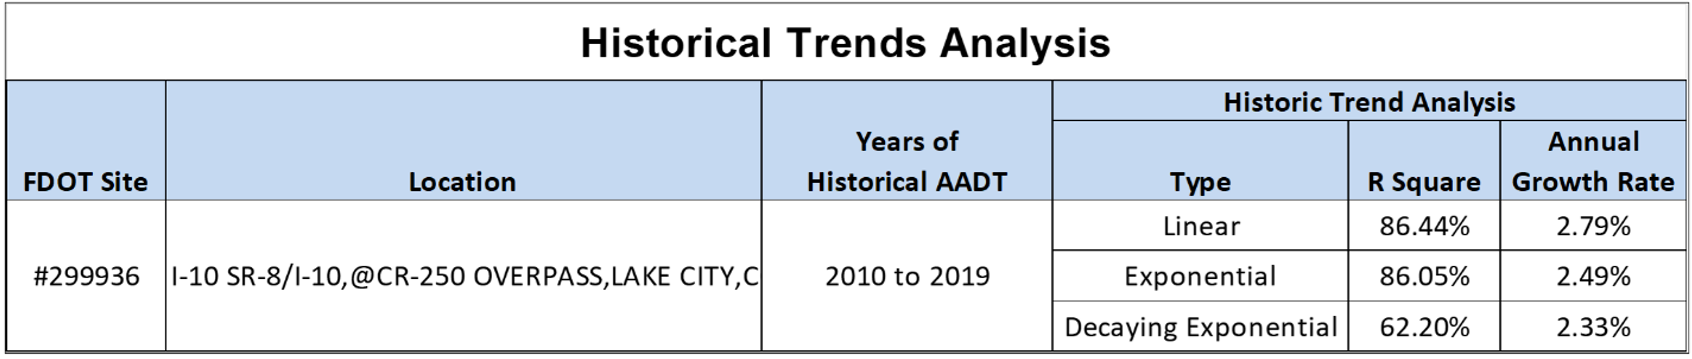 Historical Trends Analysis
Historic Trend Analysis
FDOT Site Location Years of Historical AADT Type R Square Annual Growth Rate
Linear 86.44% 2.79%
#299936 I-10 SR-8/I-10,@CR-250 OVERPASS,LAKE CITY,C 2010 to 2019 Exponential 86.05% 2.49%
Decaying Exponential 62.20% 2.33%